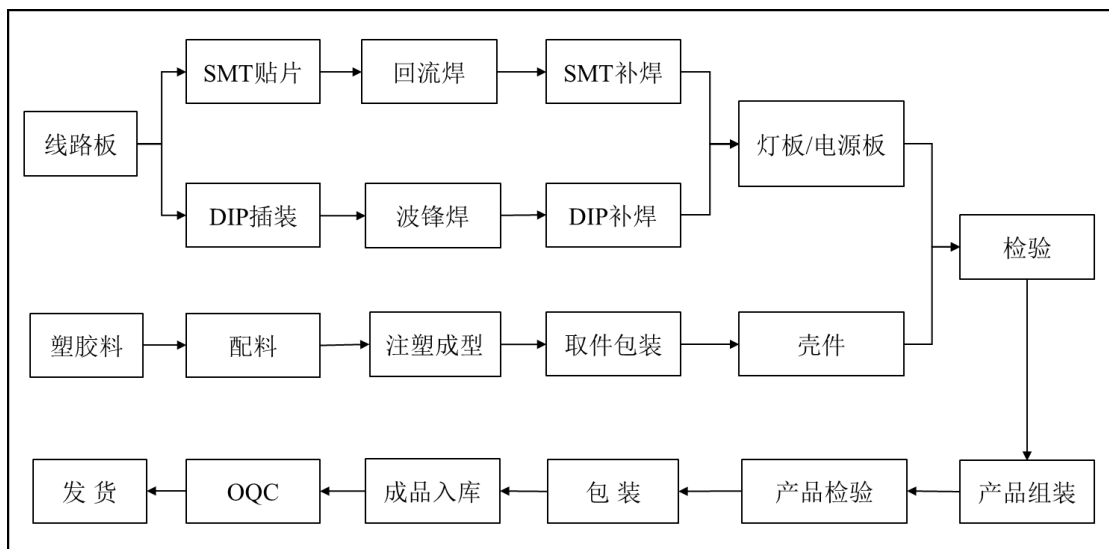 SMT贴片
回流焊
SMT补焊
线路板
灯板/电源板
DIP插装
波锋焊
DIP补焊
检验
塑胶料
配料
注塑成型
取件包装
壳件
发 货
OQC
成品入库
包 装
产品检验
产品组装